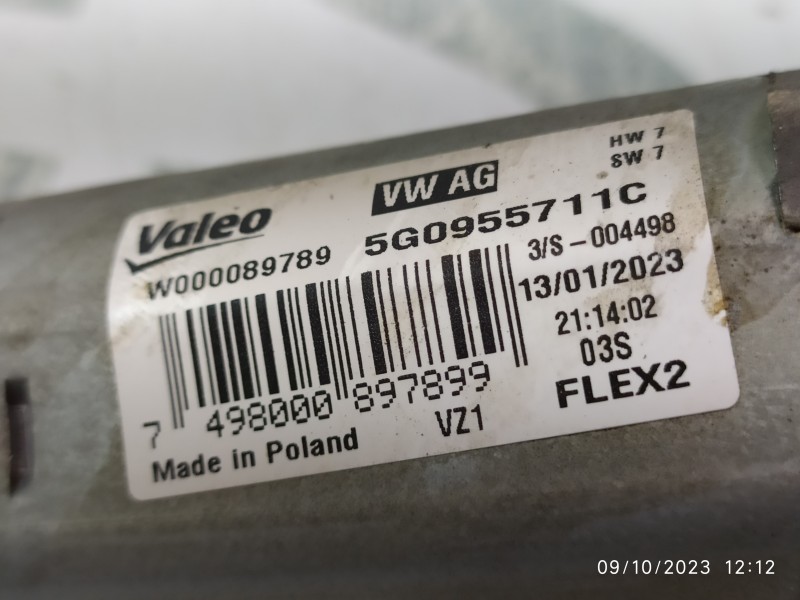 HW 7
SW 7
Valeo
VW AG
W000089789
5G0955711C
3/S-004498
13/01/2023
21:14:02
03S
FLEX2
7 498000 897899
VZ1
Made in Poland
09/10/2023 12:12